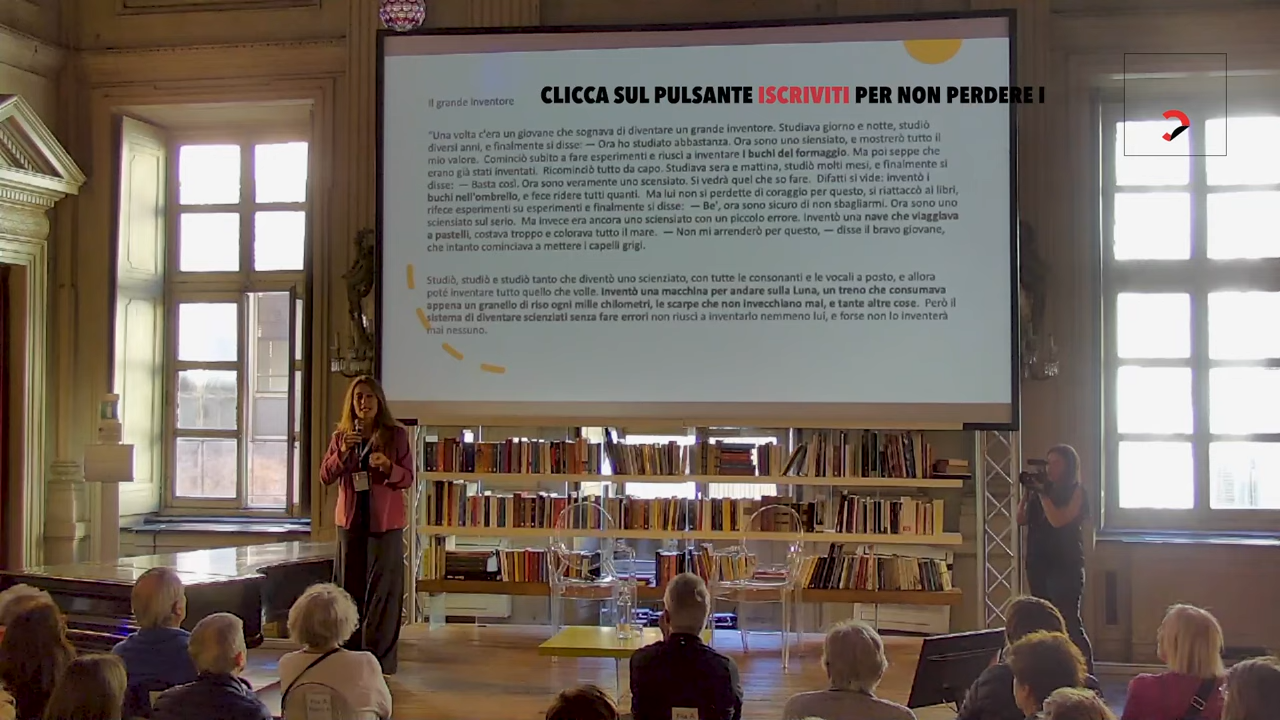 CLICCA SUL PULSANTE ISCRIVITI PER NON PERDERE I
Il grande inventore
"Una volta c'era un giovane che sognava di diventare un grande inventore. Studiava giorno e notte, studiò
diversi anni, e finalmente si disse: — Ora ho studiato abbastanza. Ora sono uno siensiato, e mostrerò tutto il
mio valore. Cominciò subito a fare esperimenti e riuscì a inventare i buchi del formaggio. Ma poi seppe che
erano già stati inventati. Ricominciò tutto da capo. Studiava sera e mattina, studiò molti mesi, e finalmente si
disse: — Basta così. Ora sono veramente uno scensiato. Si vedrà quel che so fare. Difatti si vide: inventò i
buchi nell'ombrello, e fece ridere tutti quanti. Ma lui non si perdette di coraggio per questo, si riattaccò ai libri,
rifece esperimenti su esperimenti e finalmente si disse: — Be', ora sono sicuro di non sbagliarmi. Ora sono uno
sciensiato sul serio. Ma invece era ancora uno sciensiato con un piccolo errore. Inventò una nave che viaggiava
a pastelli, costava troppo e colorava tutto il mare. — Non mi arrenderò per questo, — disse il bravo giovane,
che intanto cominciava a mettere i capelli grigi.
Studiò, studiò e studiò tanto che diventò uno scienziato, con tutte le consonanti e le vocali a posto, e allora
poté inventare tutto quello che volle. Inventò una macchina per andare sulla Luna, un treno che consumava
appena un granello di riso ogni mille chilometri, le scarpe che non invecchiano mai, e tante altre cose. Però il
sistema di diventare scienziati senza fare errori non riuscì a inventarlo nemmeno lui, e forse non lo inventerà
mai nessuno.